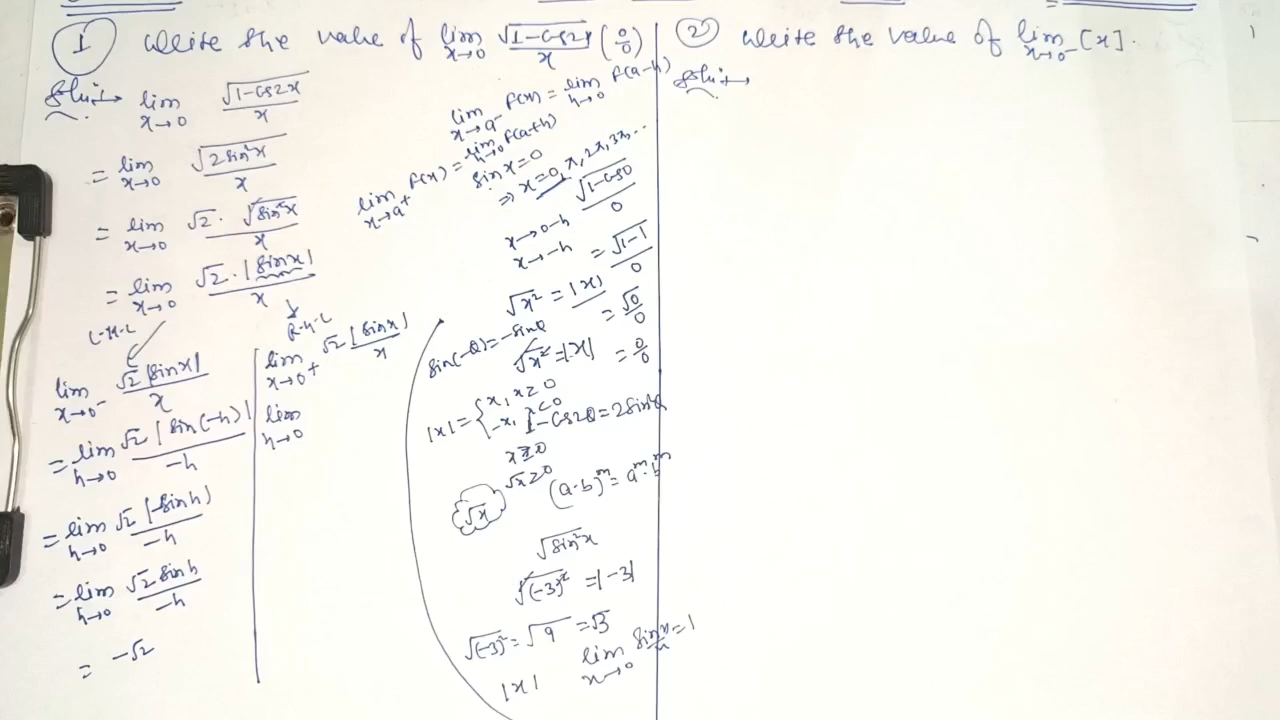 1 Write the value of lim x→0 √1-cos2x / x (0/0)
Soln:→ lim x→0 √1-cos2x / x
= lim x→0 √2sin²x / x
= lim x→0 √2 · √sin²x / x
= lim x→0 √2 · |sinx| / x
L-H-L
R-H-L
lim x→0⁻ √2 |sinx| / x
= lim h→0 √2 |sin(-h)| / -h
= lim h→0 √2 |-sinh| / -h
= lim h→0 √2 sinh / -h
= -√2
lim x→0⁺ √2 |sinx| / x
lim h→0
lim x→a⁻ f(x) = lim h→0 f(a-h)
lim x→a⁺ f(x) = lim h→0 f(a+h)
sin x = 0
⇒ x = 0, π, 2π, 3π, ...
√1-cos0 / 0
x→0-h
x→-h
= √1-1 / 0
√x² = |x|
= √0 / 0
sin(-θ) = -sinθ
√x² = |x|
= 0/0
|x| = { x, x ≥ 0
-x, x < 0
1-cos2θ = 2sin²θ
x ≥ 0
√x ≥ 0
√x
(a·b)ᵐ = aᵐ·bᵐ
√sin²x
√(-3)² = |-3|
√(-3)² = √9 = √3
|x|
lim x→0 sinx / x = 1
2 Write the value of lim x→0⁻ [x].
Soln:→